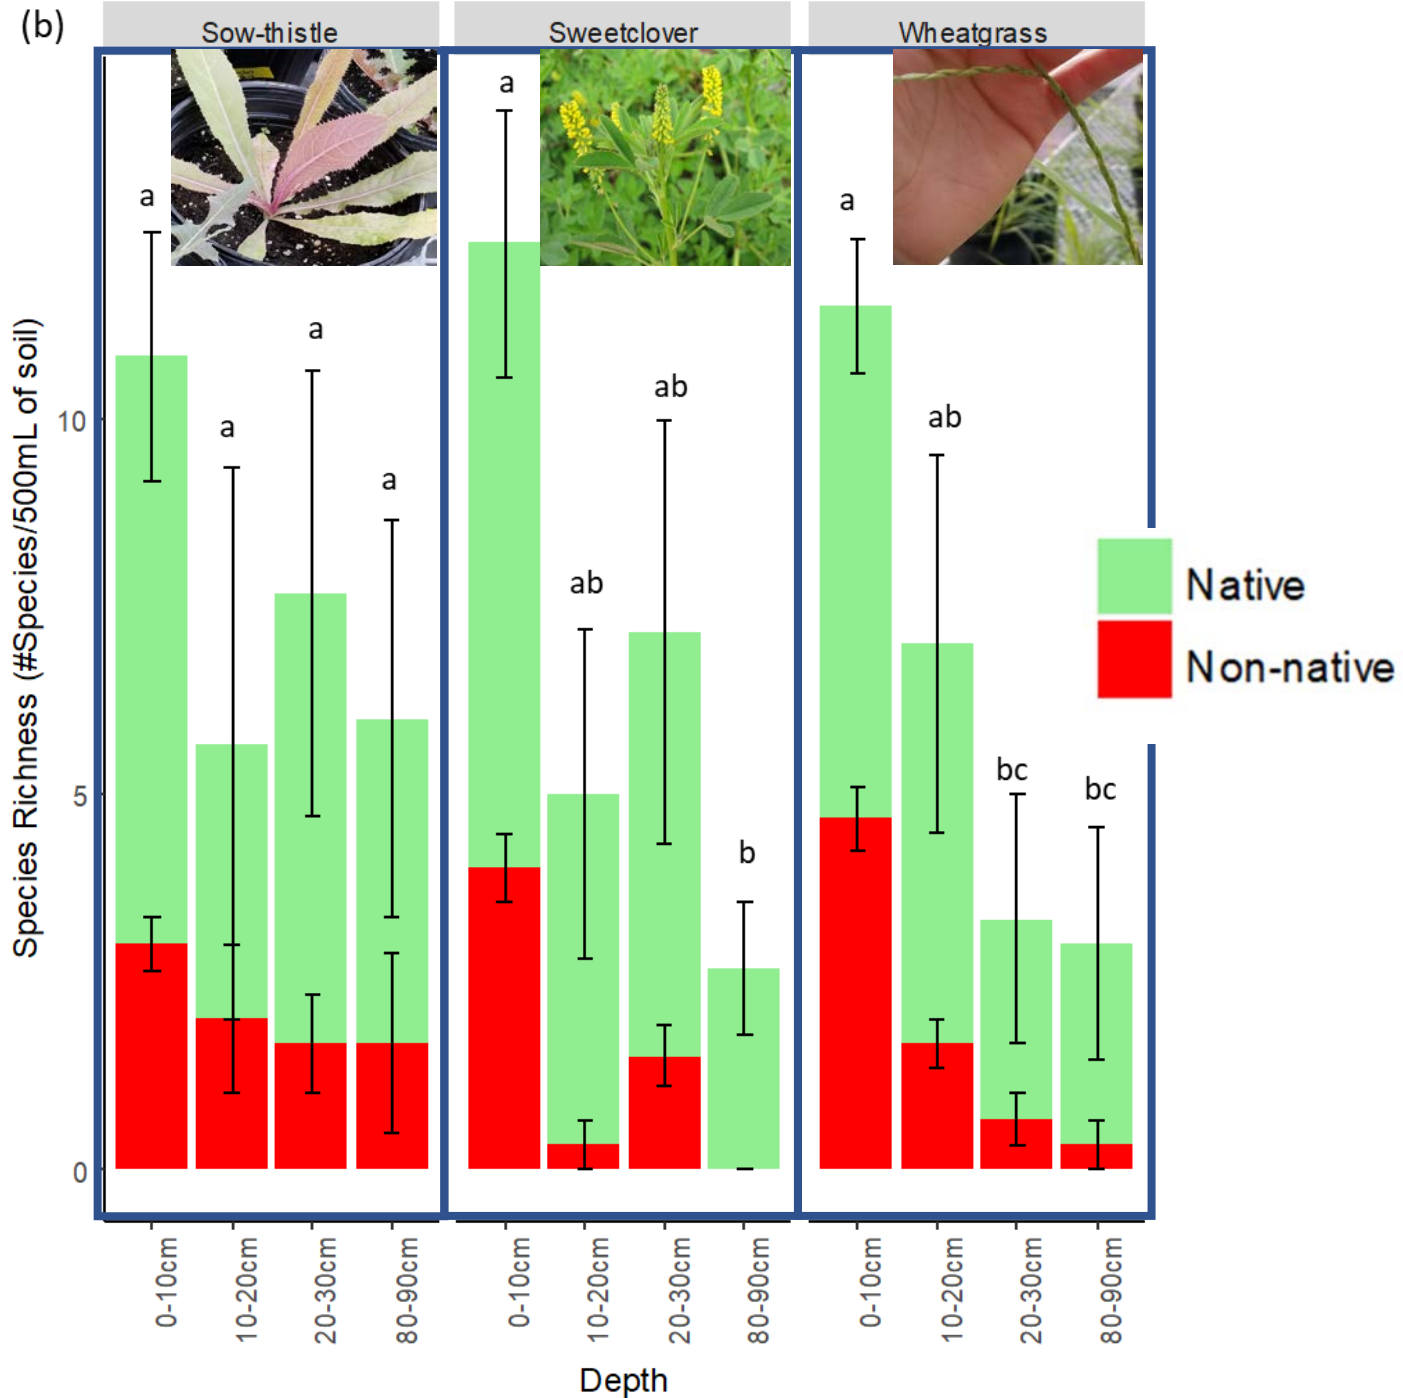 (b)
Sow-thistle
Sweetclover
Wheatgrass
Species Richness (#Species/500mL of soil)
10
5
0
a
a
a
a
a
ab
ab
b
a
ab
bc
bc
Native
Non-native
0-10cm
10-20cm
20-30cm
80-90cm
0-10cm
10-20cm
20-30cm
80-90cm
0-10cm
10-20cm
20-30cm
80-90cm
Depth